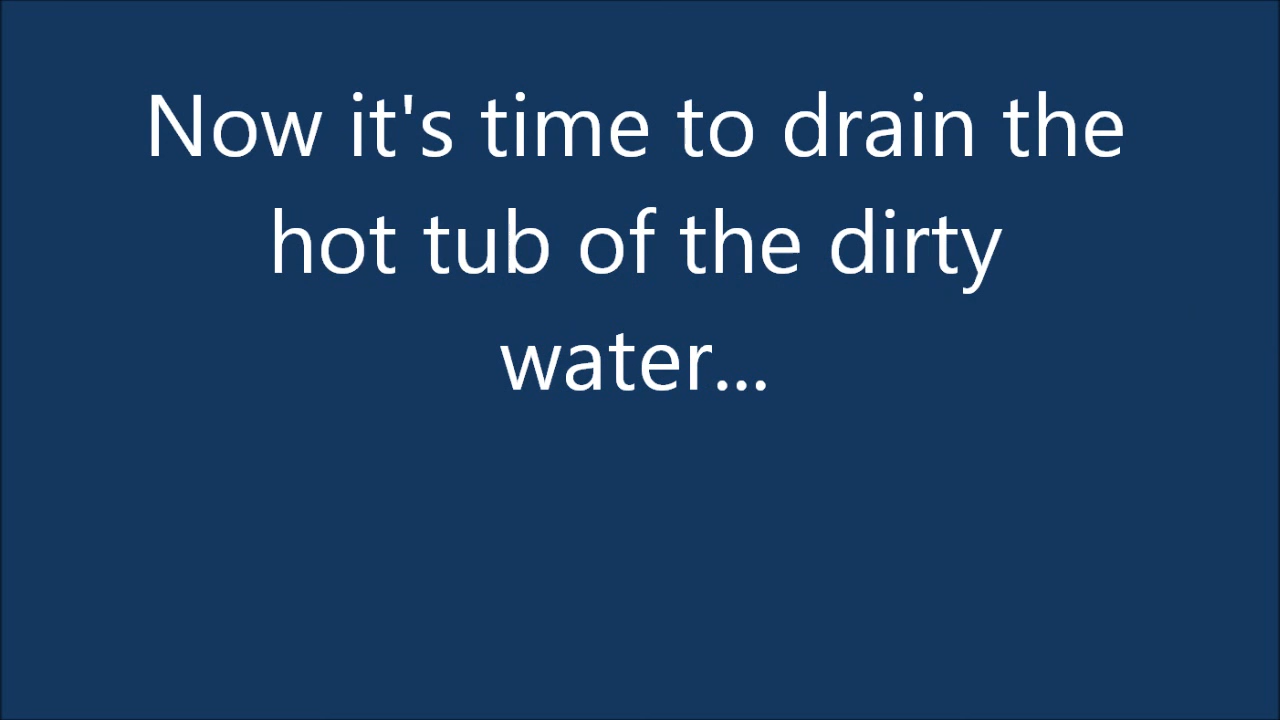 Now it's time to drain the
hot tub of the dirty
water...